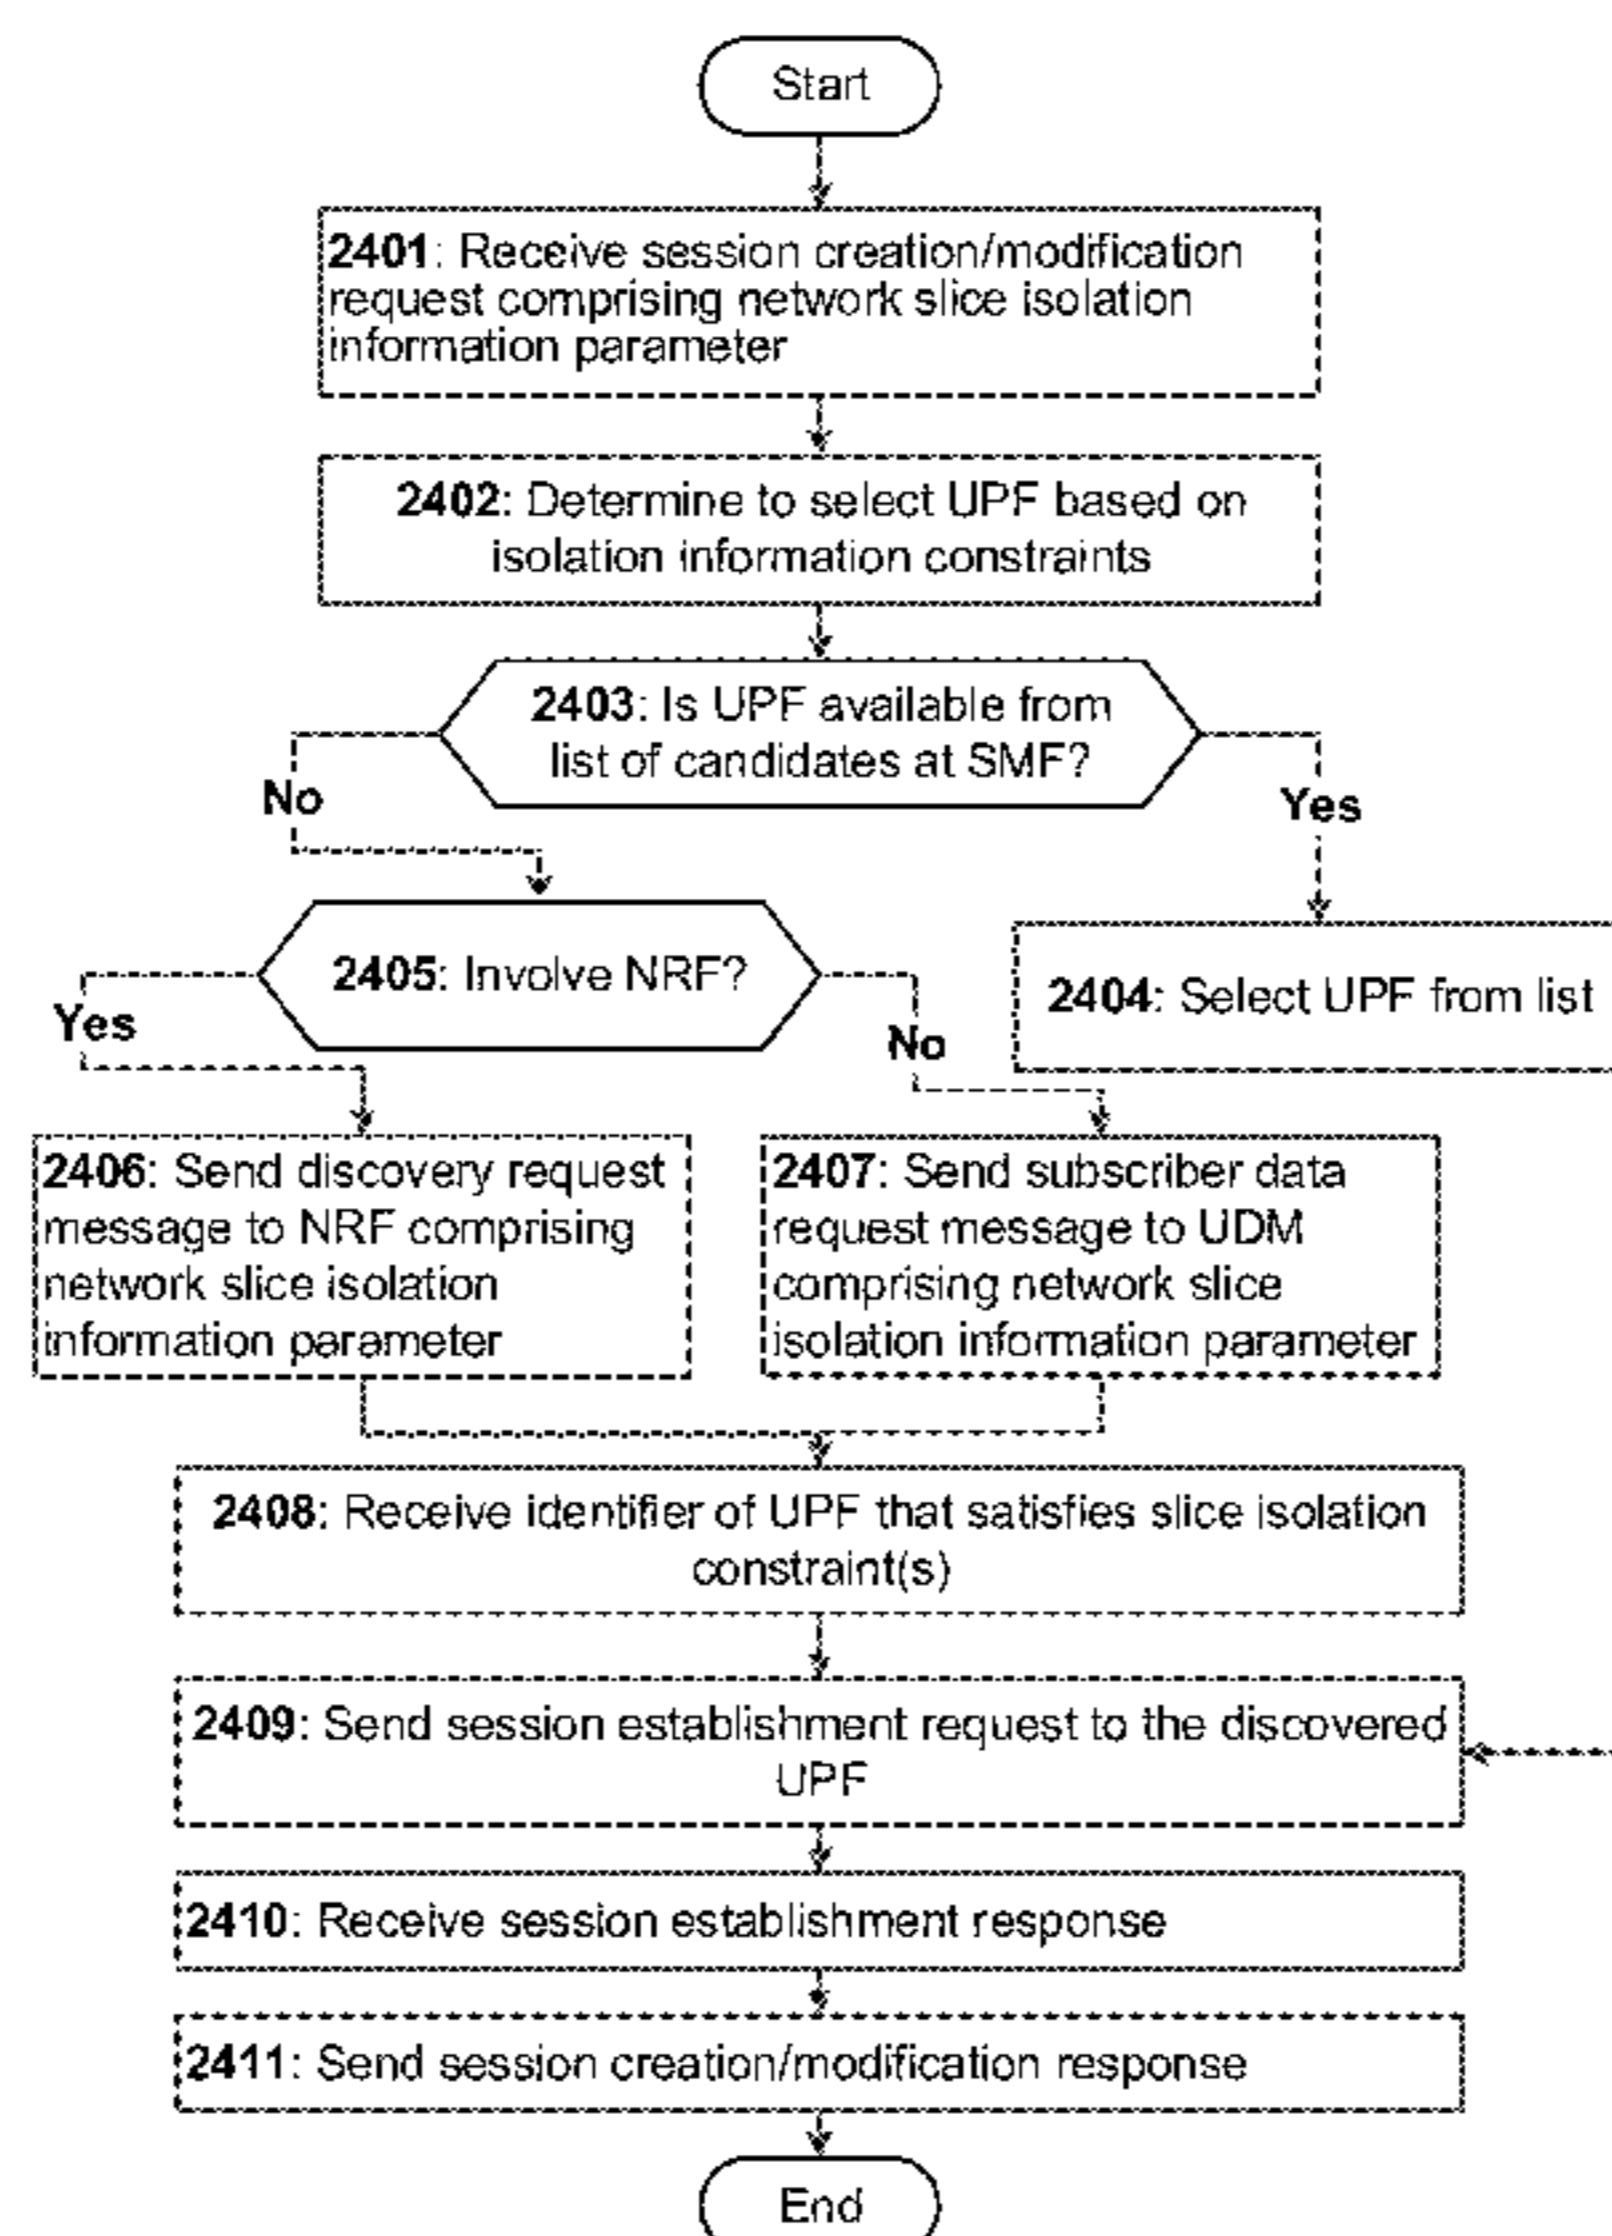 Start
2401: Receive session creation/modification
request comprising network slice isolation
information parameter
2402: Determine to select UPF based on
isolation information constraints
2403: Is UPF available from
list of candidates at SMF?
No
Yes
2405: Involve NRF?
2404: Select UPF from list
Yes
No
2406: Send discovery request
message to NRF comprising
network slice isolation
information parameter
2407: Send subscriber data
request message to UDM
comprising network slice
isolation information parameter
2408: Receive identifier of UPF that satisfies slice isolation
constraint(s)
2409: Send session establishment request to the discovered
UPF
2410: Receive session establishment response
2411: Send session creation/modification response
End